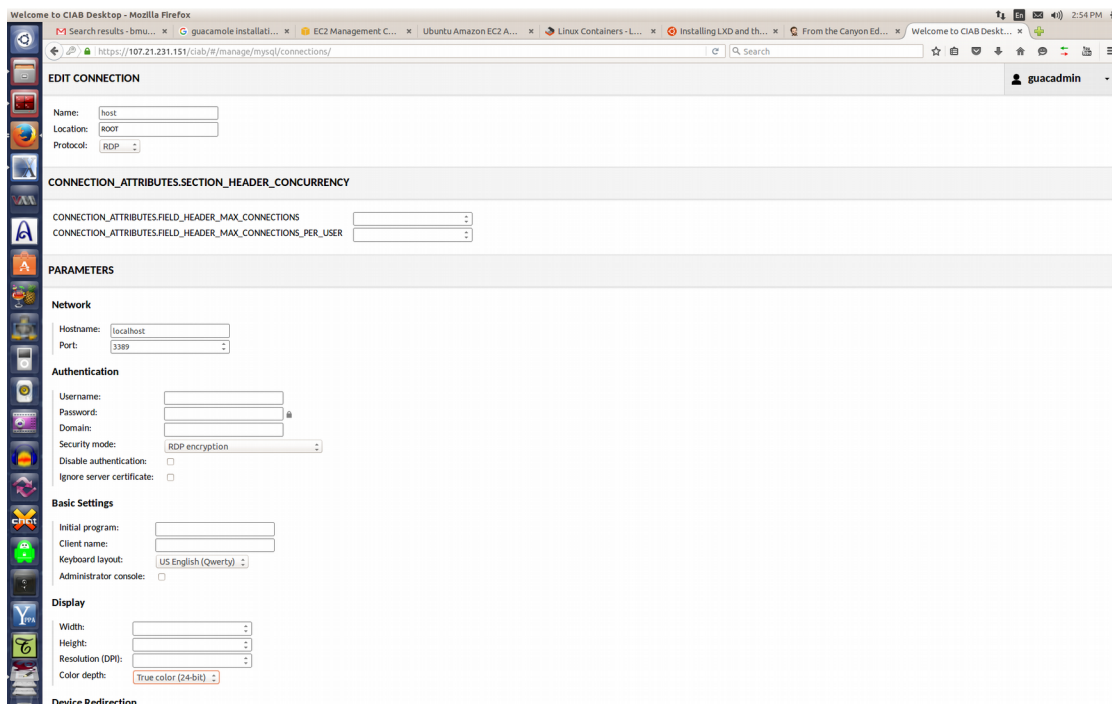 Welcome to CIAB Desktop - Mozilla Firefox
En 2:54 PM
Search results - bmu... × guacamole installati... × EC2 Management C... × Ubuntu Amazon EC2 A... × Linux Containers - L... × Installing LXD and th... × From the Canyon Ed... × Welcome to CIAB Deskt... ×
https://107.21.231.151/ciab/#/manage/mysql/connections/ Search
EDIT CONNECTION guacadmin
Name: host
Location: ROOT
Protocol: RDP
CONNECTION_ATTRIBUTES.SECTION_HEADER_CONCURRENCY
CONNECTION_ATTRIBUTES.FIELD_HEADER_MAX_CONNECTIONS
CONNECTION_ATTRIBUTES.FIELD_HEADER_MAX_CONNECTIONS_PER_USER
PARAMETERS
Network
Hostname: localhost
Port: 3389
Authentication
Username:
Password:
Domain:
Security mode: RDP encryption
Disable authentication:
Ignore server certificate:
Basic Settings
Initial program:
Client name:
Keyboard layout: US English (Qwerty)
Administrator console:
Display
Width:
Height:
Resolution (DPI):
Color depth: True color (24-bit)
Device Redirection